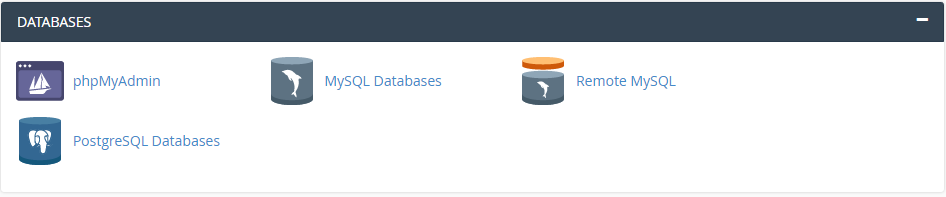 DATABASES
phpMyAdmin
MySQL Databases
Remote MySQL
PostgreSQL Databases